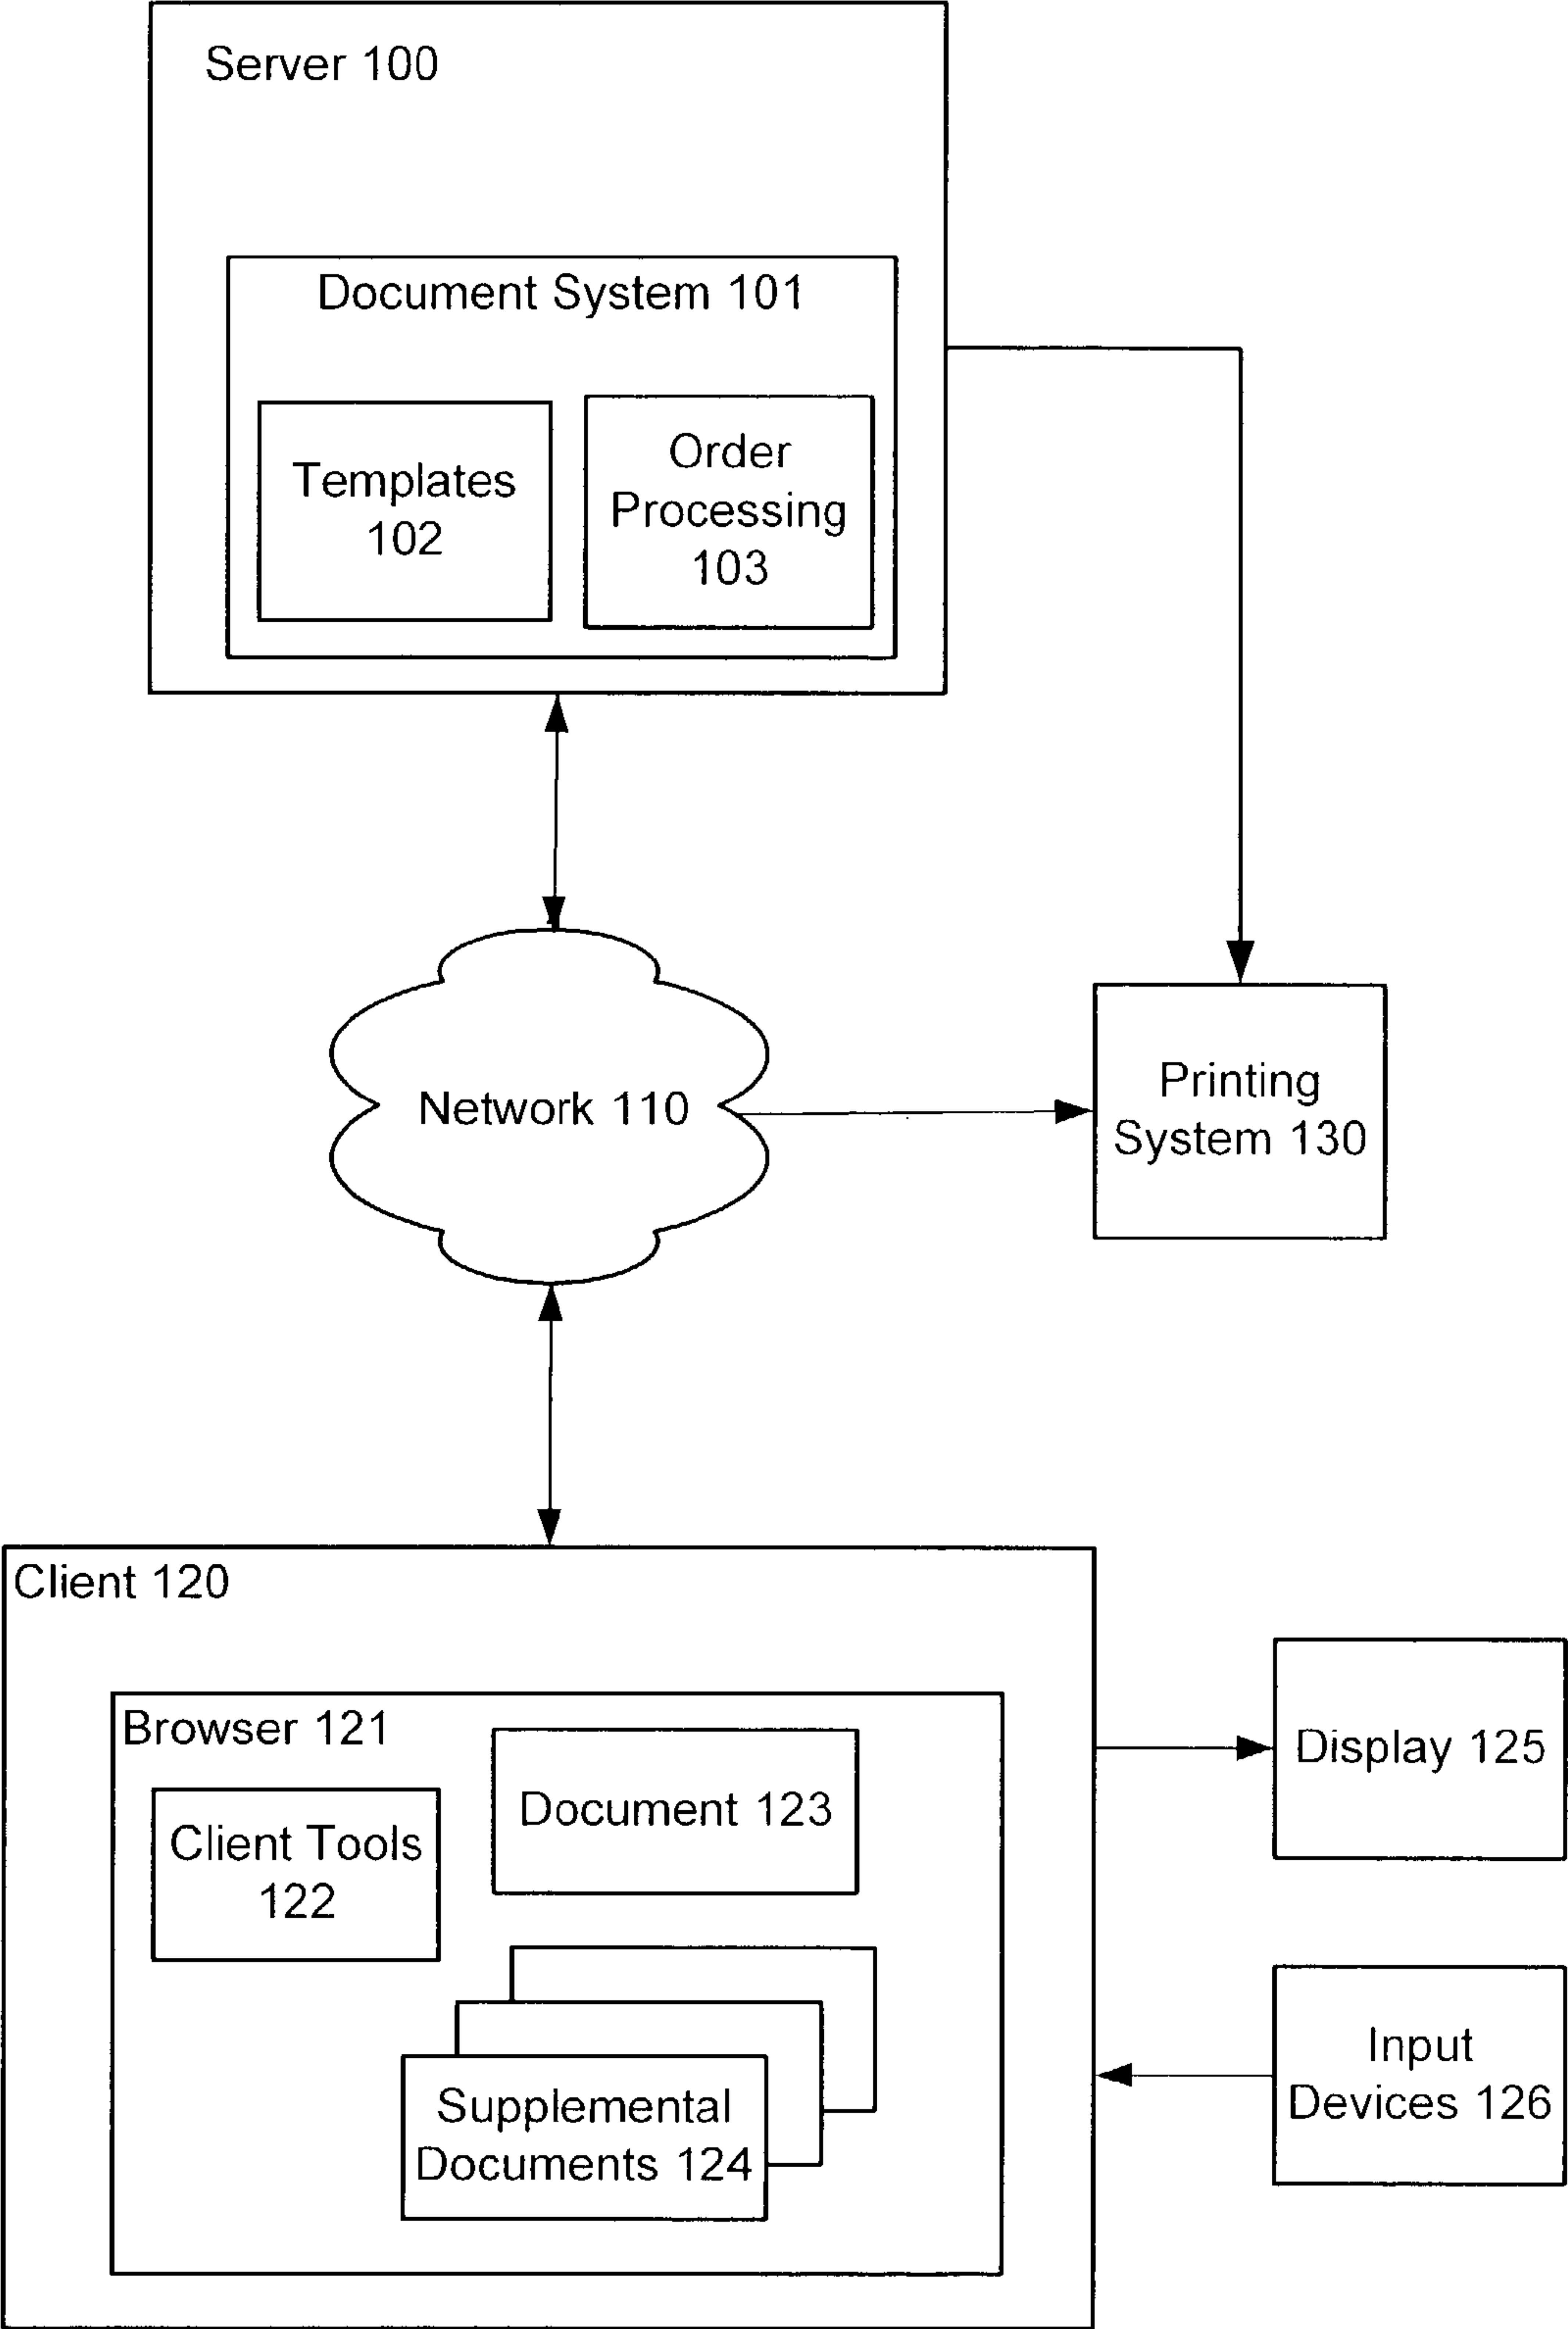 Server 100
Document System 101
Templates
102
Order
Processing
103
Network 110
Printing
System 130
Client 120
Browser 121
Document 123
Client Tools
122
Supplemental
Documents 124
Display 125
Input
Devices 126